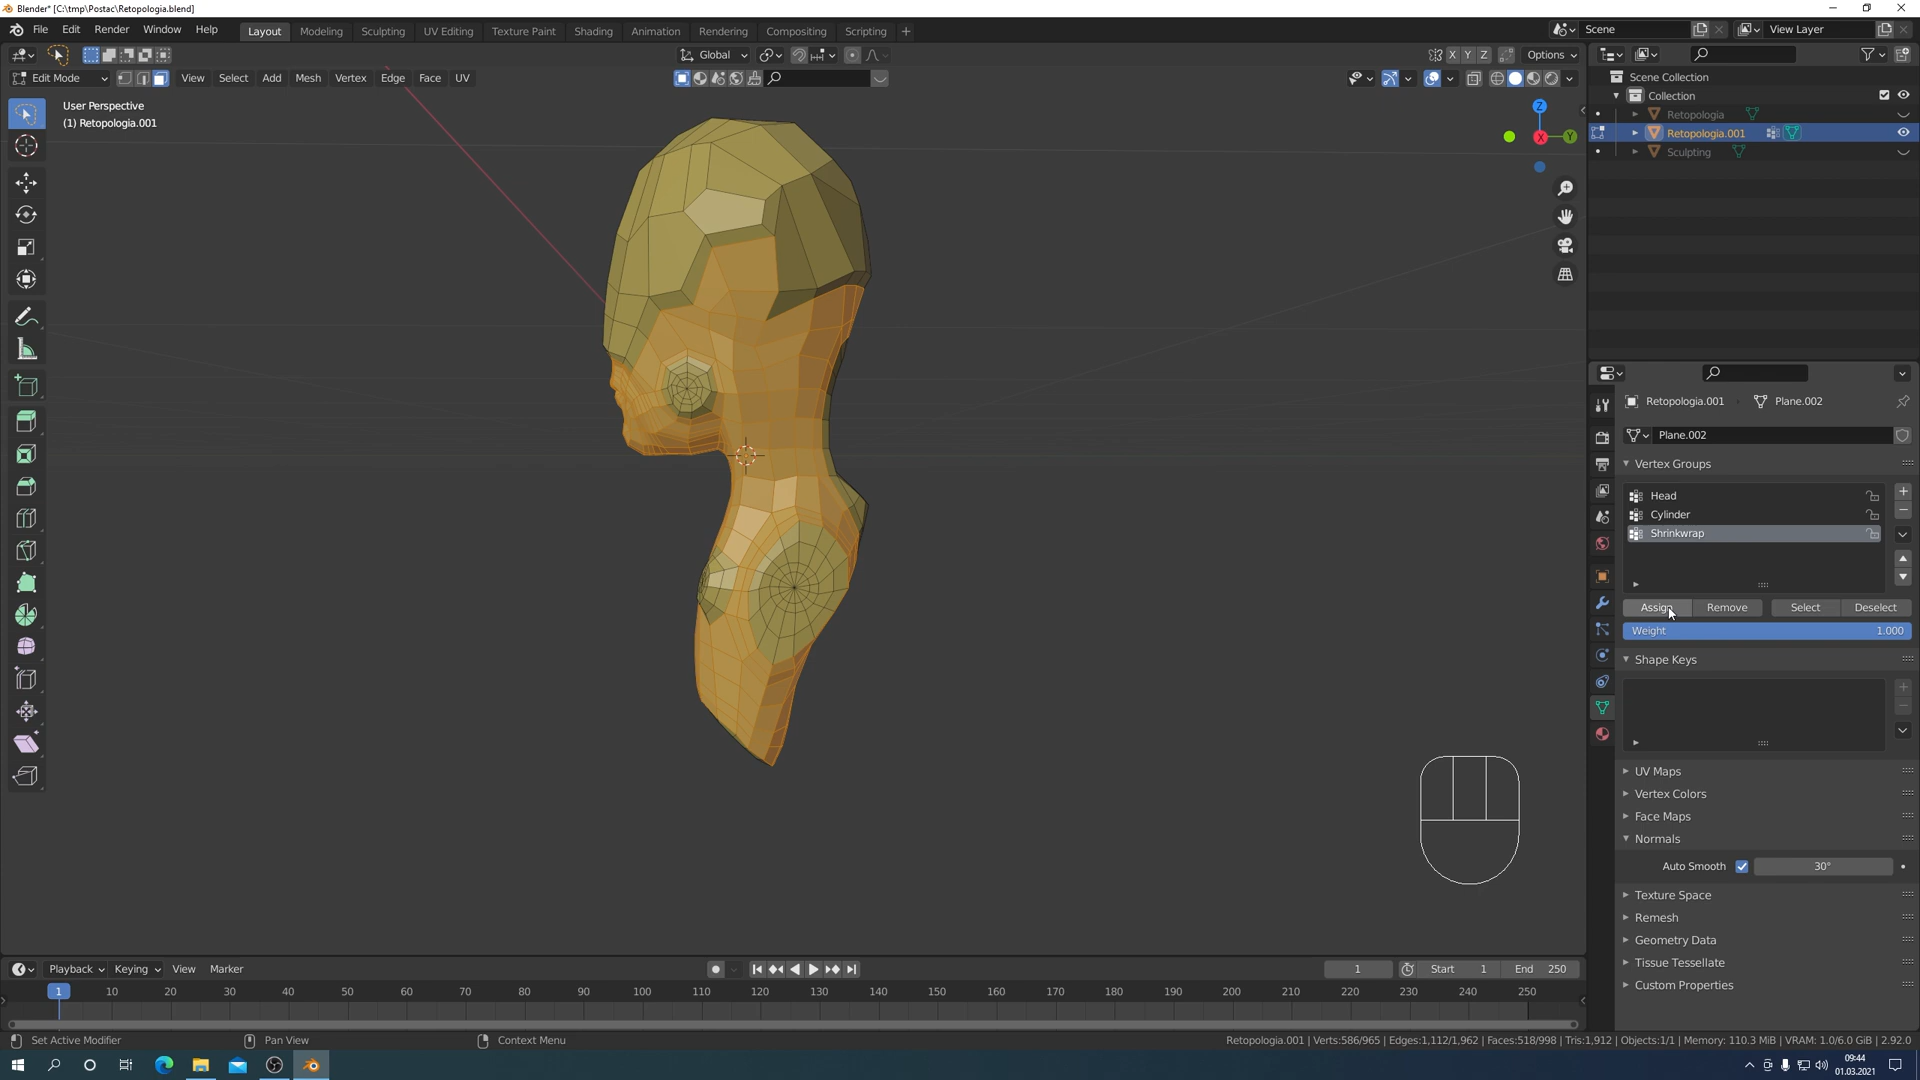 Blender* [C:\tmp\Postac\Retopologia.blend]
File Edit Render Window Help
Layout Modeling Sculpting UV Editing Texture Paint Shading Animation Rendering Compositing Scripting +
Scene
View Layer
Global
X Y Z
Options
Edit Mode
View Select Add Mesh Vertex Edge Face UV
User Perspective
(1) Retopologia.001
Z
X
Y
Scene Collection
Collection
Retopologia
Retopologia.001
Sculpting
Retopologia.001 Plane.002
Plane.002
Vertex Groups
Head
Cylinder
Shrinkwrap
Assign Remove Select Deselect
Weight 1.000
Shape Keys
UV Maps
Vertex Colors
Face Maps
Normals
Auto Smooth 30°
Texture Space
Remesh
Geometry Data
Tissue Tessellate
Custom Properties
Playback Keying View Marker
1 Start 1 End 250
1 10 20 30 40 50 60 70 80 90 100 110 120 130 140 150 160 170 180 190 200 210 220 230 240 250
Set Active Modifier Pan View Context Menu
Retopologia.001 | Verts:586/965 | Edges:1,112/1,962 | Faces:518/998 | Tris:1,912 | Objects:1/1 | Memory: 110.3 MiB | VRAM: 1.0/6.0 GiB | 2.92.0
09:44
01.03.2021